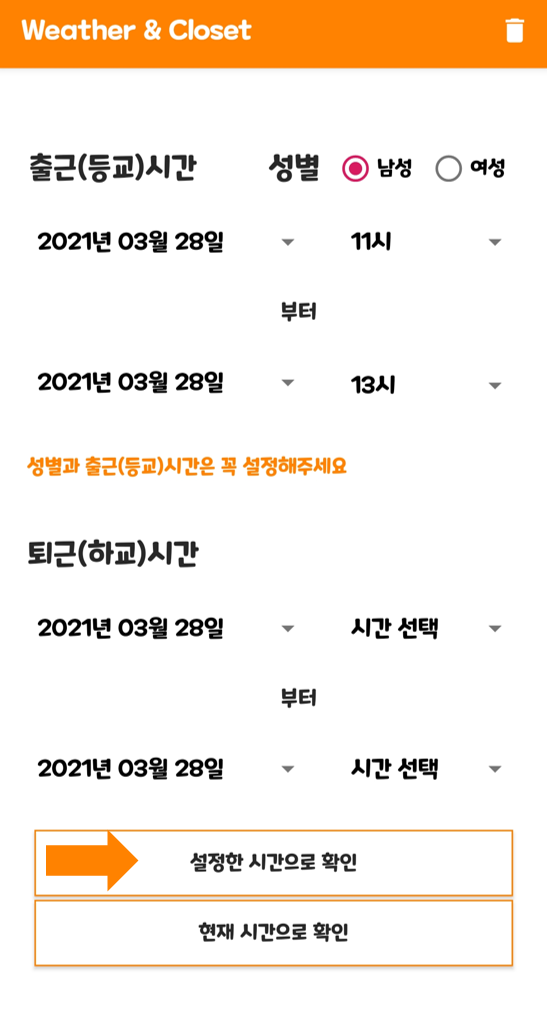 Weather & Closet
출근(등교)시간 성별 남성 여성
2021년 03월 28일 11시
부터
2021년 03월 28일 13시
성별과 출근(등교)시간은 꼭 설정해주세요
퇴근(하교)시간
2021년 03월 28일 시간 선택
부터
2021년 03월 28일 시간 선택
설정한 시간으로 확인
현재 시간으로 확인